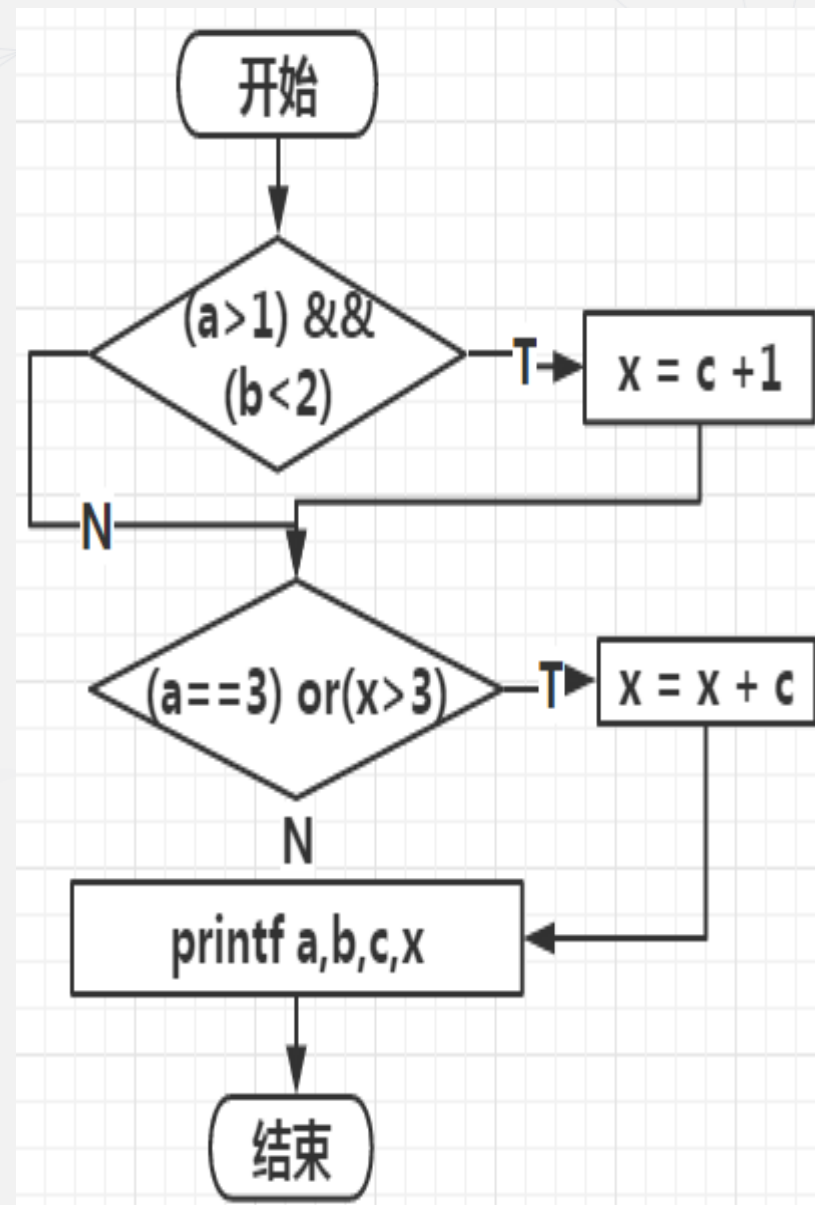 开始
(a>1) &&
(b<2)
T
x = c +1
N
(a==3) or(x>3)
T
x = x + c
N
printf a,b,c,x
结束